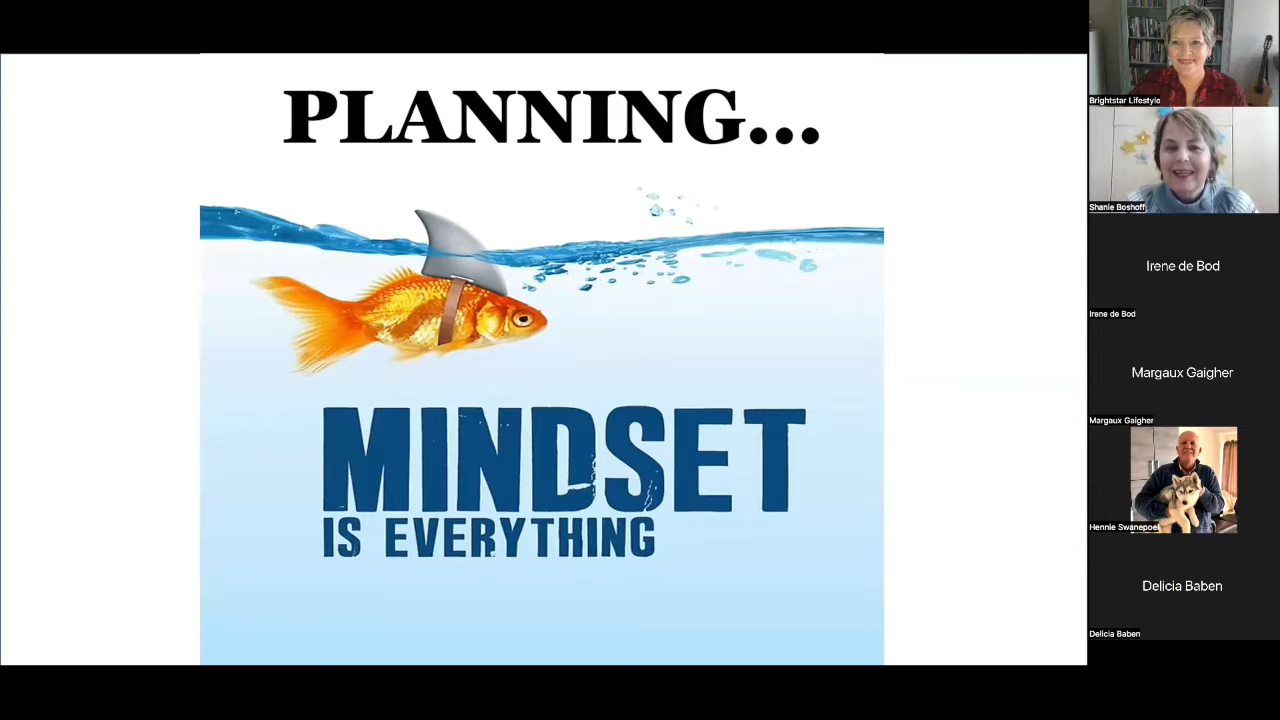 PLANNING...
MINDSET
IS EVERYTHING
Brightstar Lifestyle
Shanie Boshoff
Irene de Bod
Irene de Bod
Margaux Gaigher
Margaux Gaigher
Hennie Swanepoel
Delicia Baben
Delicia Baben